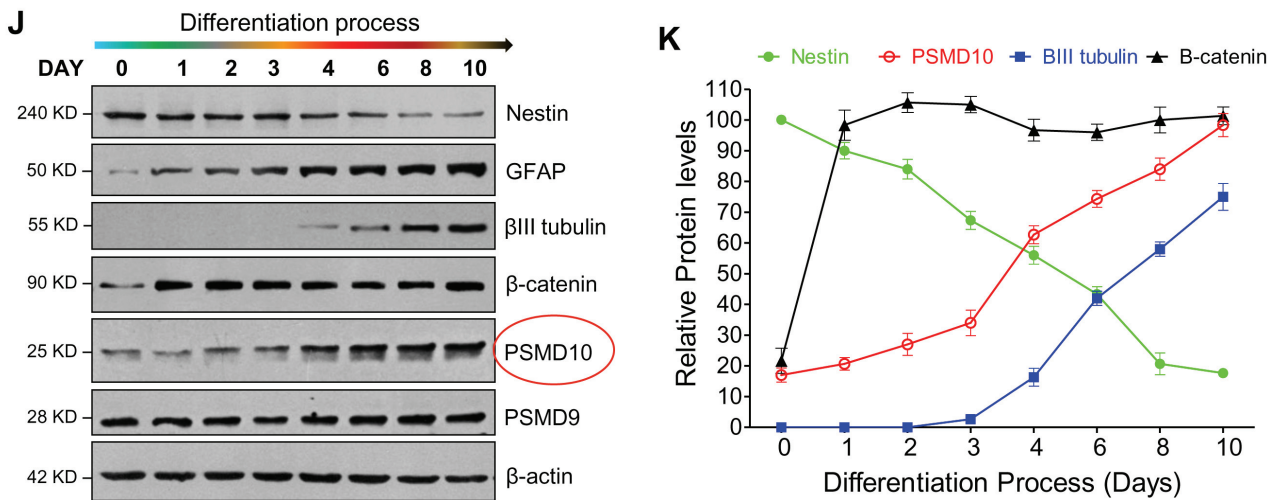 J
Differentiation process
DAY 0 1 2 3 4 6 8 10
240 KD Nestin
50 KD GFAP
55 KD βIII tubulin
90 KD β-catenin
25 KD PSMD10
28 KD PSMD9
42 KD β-actin
K
Nestin PSMD10 BIII tubulin B-catenin
Relative Protein levels
110
100
90
80
70
60
50
40
30
20
10
0
0 1 2 3 4 6 8 10
Differentiation Process (Days)